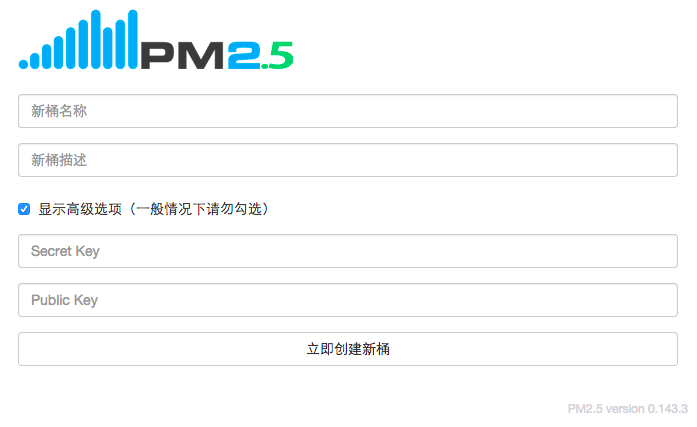 PM2.5
新桶名称
新桶描述
显示高级选项（一般情况下请勿勾选）
Secret Key
Public Key
立即创建新桶
PM2.5 version 0.143.3